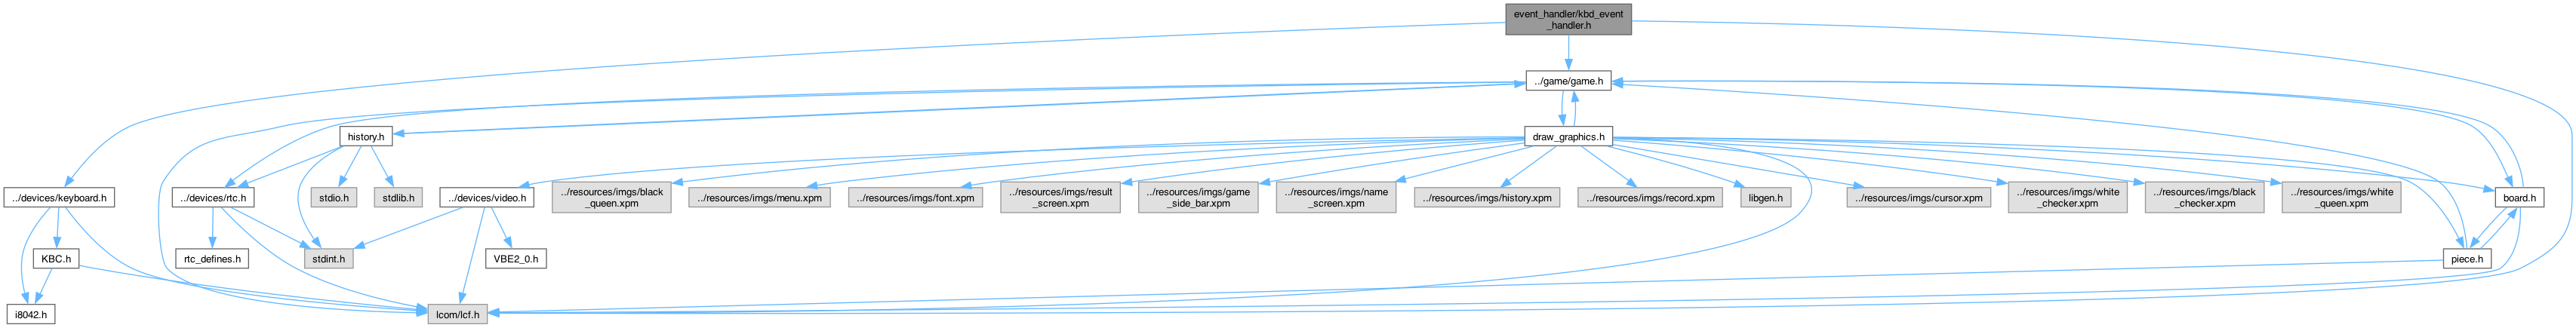 event_handler/kbd_event
_handler.h
../game/game.h
history.h
draw_graphics.h
../devices/keyboard.h
../devices/rtc.h
stdio.h
stdlib.h
../devices/video.h
../resources/imgs/black
_queen.xpm
../resources/imgs/menu.xpm
../resources/imgs/font.xpm
../resources/imgs/result
_screen.xpm
../resources/imgs/game
_side_bar.xpm
../resources/imgs/name
_screen.xpm
../resources/imgs/history.xpm
../resources/imgs/record.xpm
libgen.h
../resources/imgs/cursor.xpm
../resources/imgs/white
_checker.xpm
../resources/imgs/black
_checker.xpm
../resources/imgs/white
_queen.xpm
board.h
KBC.h
rtc_defines.h
stdint.h
VBE2_0.h
piece.h
i8042.h
lcom/lcf.h